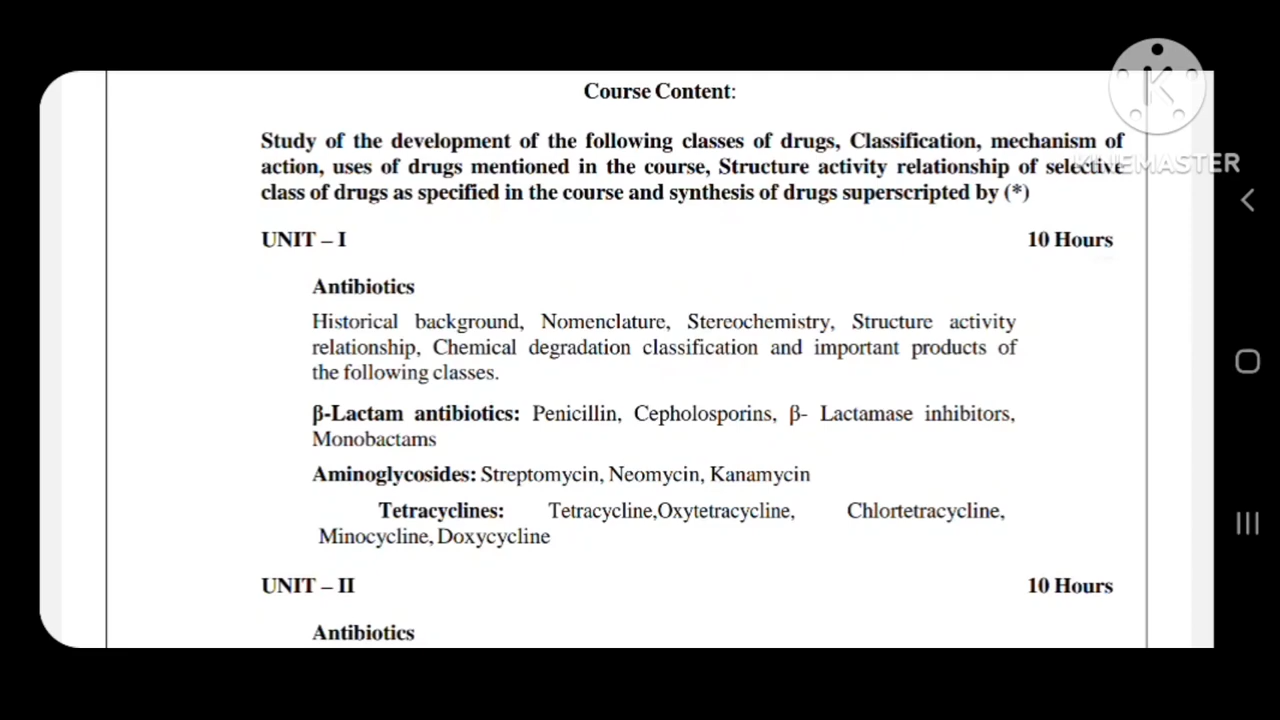 Course Content:
Study of the development of the following classes of drugs, Classification, mechanism of
action, uses of drugs mentioned in the course, Structure activity relationship of selective
class of drugs as specified in the course and synthesis of drugs superscripted by (*)
UNIT – I 10 Hours
Antibiotics
Historical background, Nomenclature, Stereochemistry, Structure activity
relationship, Chemical degradation classification and important products of
the following classes.
β-Lactam antibiotics: Penicillin, Cepholosporins, β- Lactamase inhibitors,
Monobactams
Aminoglycosides: Streptomycin, Neomycin, Kanamycin
Tetracyclines: Tetracycline,Oxytetracycline, Chlortetracycline,
Minocycline, Doxycycline
UNIT – II 10 Hours
Antibiotics
K
KINEMASTER